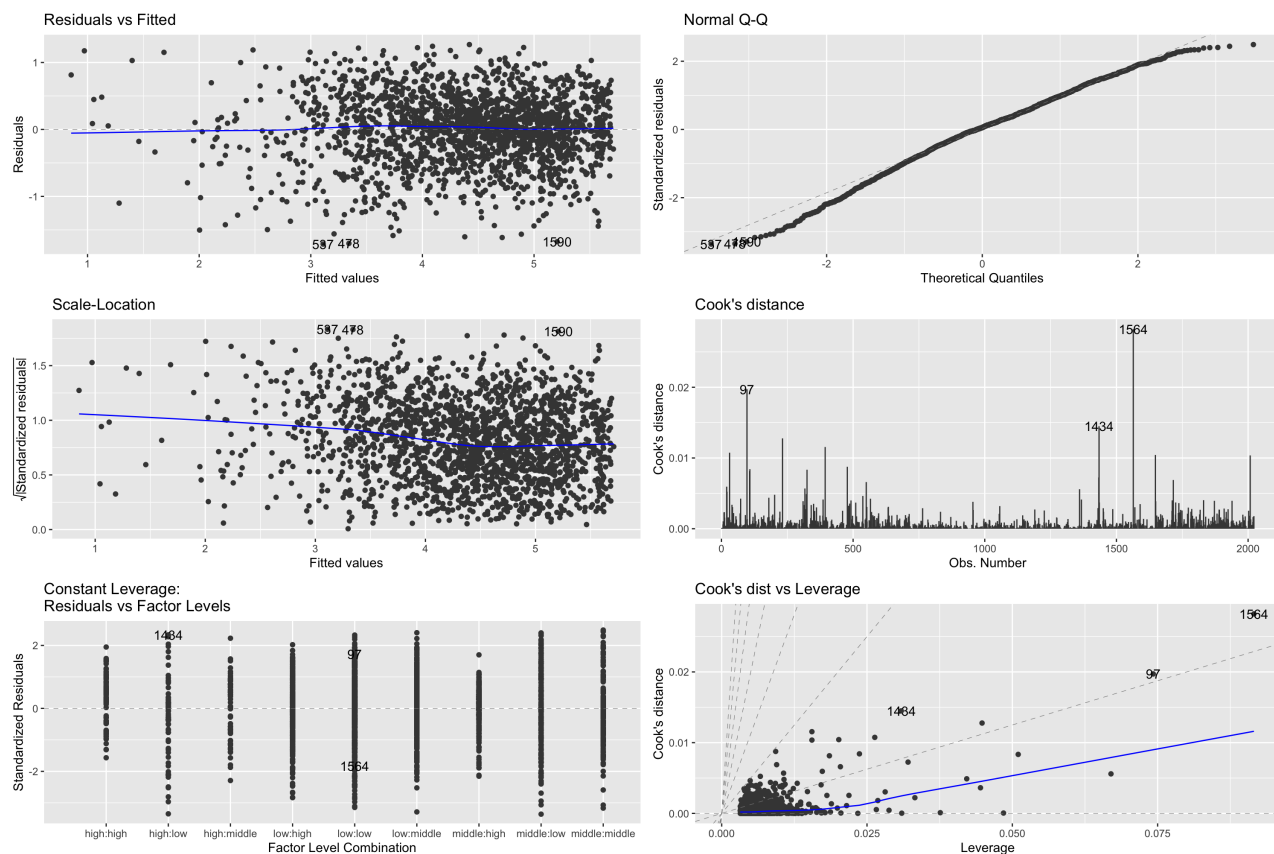 Residuals vs Fitted
1
0
-1
Residuals
537 478
1590
1 2 3 4 5
Fitted values
Normal Q-Q
2
0
-2
Standardized residuals
-2 0 2
Theoretical Quantiles
Scale-Location
1.5
1.0
0.5
0.0
√|Standardized residuals|
537 478
1590
1 2 3 4 5
Fitted values
Cook's distance
0.02
0.01
0.00
Cook's distance
97
1434
1564
0 500 1000 1500 2000
Obs. Number
Constant Leverage:
Residuals vs Factor Levels
2
0
-2
Standardized Residuals
1434
97
1564
high:high high:low high:middle low:high low:low low:middle middle:high middle:low middle:middle
Factor Level Combination
Cook's dist vs Leverage
0.02
0.01
0.00
Cook's distance
1564
97
1434
0.000 0.025 0.050 0.075
Leverage